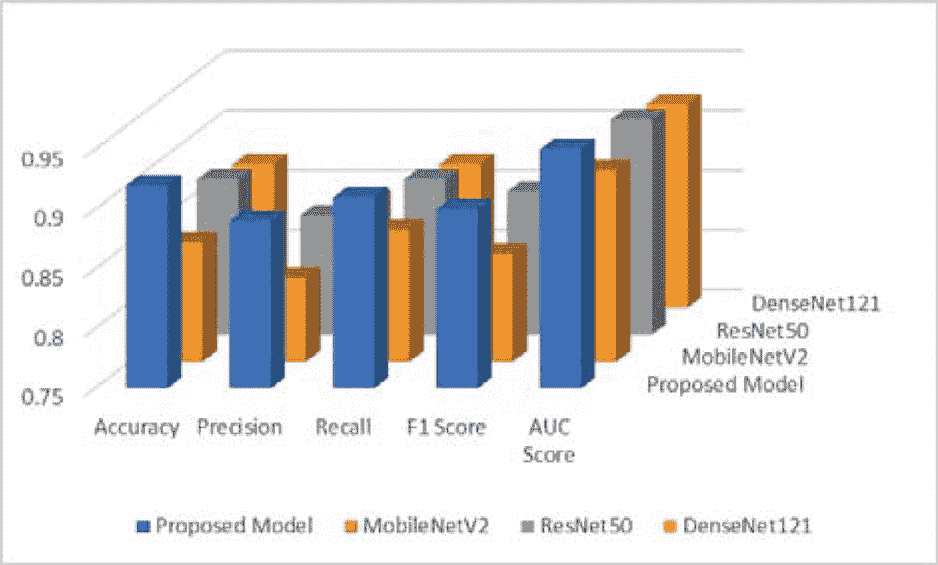 0.95
0.9
0.85
0.8
0.75
DenseNet121
ResNet50
MobileNetV2
Proposed Model
Accuracy Precision Recall F1 Score AUC
Score
Proposed Model MobileNetV2 ResNet50 DenseNet121